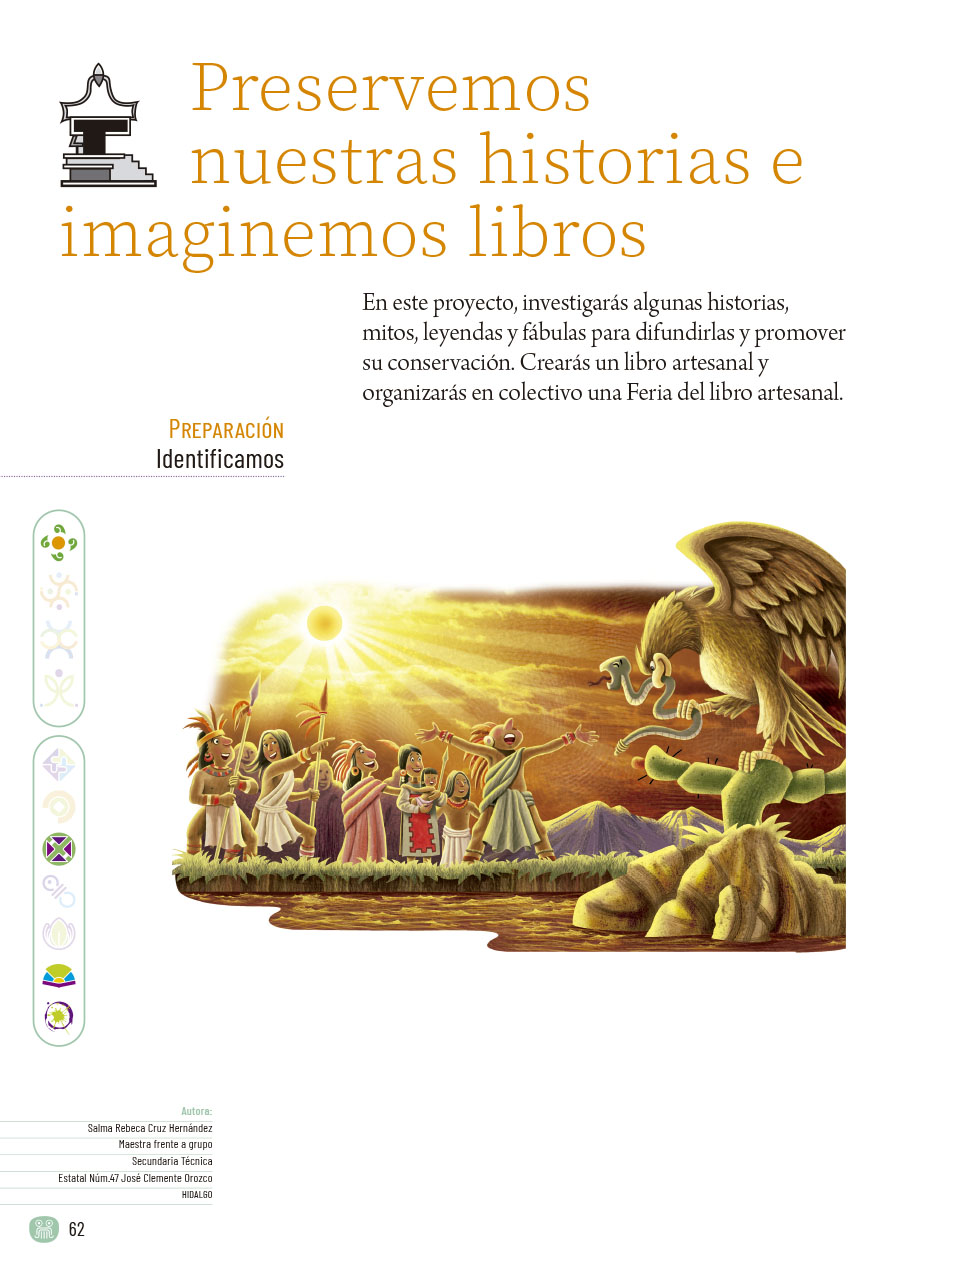 Preservemos
nuestras historias e
imaginemos libros
En este proyecto, investigarás algunas historias,
mitos, leyendas y fábulas para difundirlas y promover
su conservación. Crearás un libro artesanal y
organizarás en colectivo una Feria del libro artesanal.
PREPARACIÓN
Identificamos
Autora:
Salma Rebeca Cruz Hernández
Maestra frente a grupo
Secundaria Técnica
Estatal Núm.47 José Clemente Orozco
HIDALGO
62